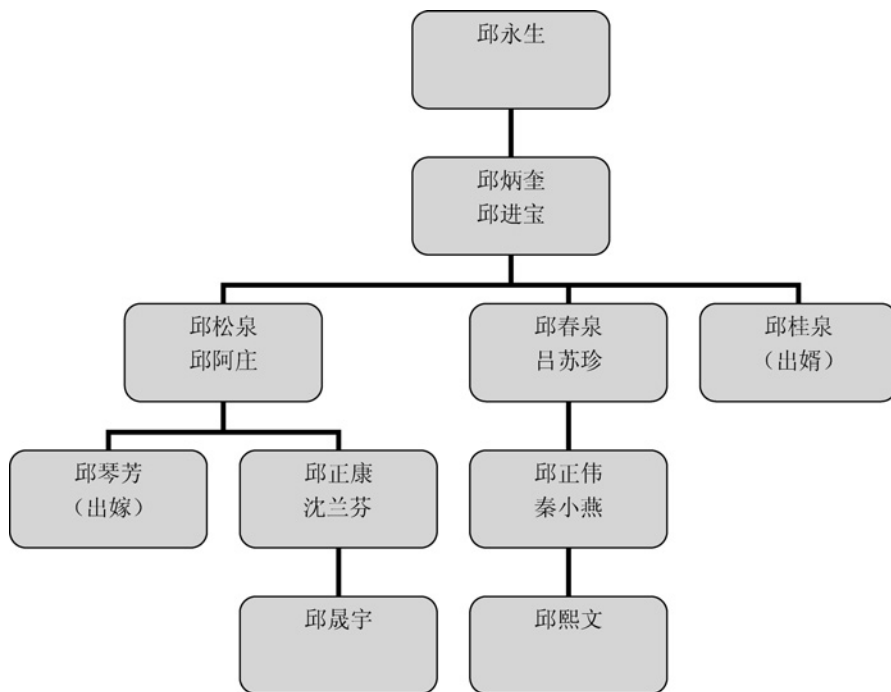 邱永生
邱炳奎
邱进宝
邱松泉
邱阿庄
邱春泉
吕苏珍
邱桂泉
（出婿）
邱琴芳
（出嫁）
邱正康
沈兰芬
邱正伟
秦小燕
邱晟宇
邱熙文